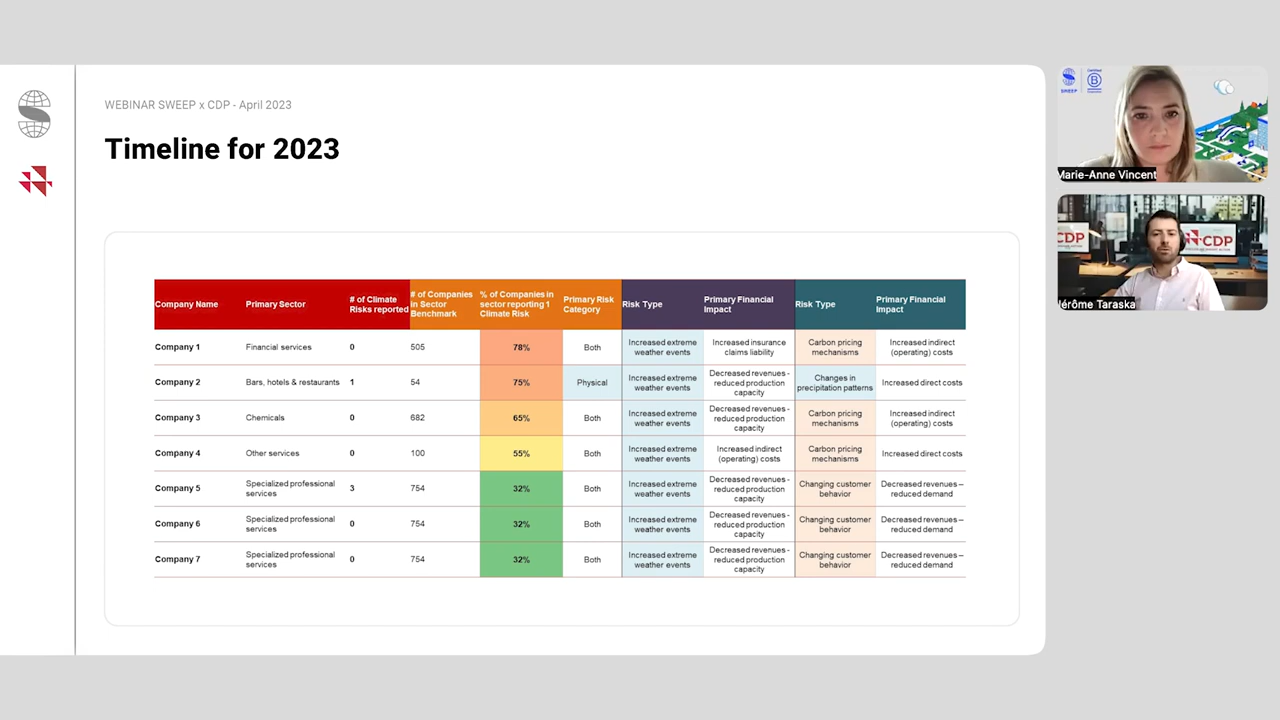 WEBINAR SWEEP x CDP - April 2023
Timeline for 2023
Company Name
Primary Sector
# of Climate
Risks reported
# of Companies
in Sector
Benchmark
% of Companies in
sector reporting 1
Climate Risk
Primary Risk
Category
Risk Type
Primary Financial
Impact
Risk Type
Primary Financial
Impact
Company 1
Financial services
0
505
78%
Both
Increased extreme
weather events
Increased insurance
claims liability
Carbon pricing
mechanisms
Increased indirect
(operating) costs
Company 2
Bars, hotels & restaurants
1
54
75%
Physical
Increased extreme
weather events
Decreased revenues -
reduced production
capacity
Changes in
precipitation patterns
Increased direct costs
Company 3
Chemicals
0
682
65%
Both
Increased extreme
weather events
Decreased revenues -
reduced production
capacity
Carbon pricing
mechanisms
Increased indirect
(operating) costs
Company 4
Other services
0
100
55%
Both
Increased extreme
weather events
Increased indirect
(operating) costs
Carbon pricing
mechanisms
Increased direct costs
Company 5
Specialized professional
services
3
754
32%
Both
Increased extreme
weather events
Decreased revenues -
reduced production
capacity
Changing customer
behavior
Decreased revenues –
reduced demand
Company 6
Specialized professional
services
0
754
32%
Both
Increased extreme
weather events
Decreased revenues -
reduced production
capacity
Changing customer
behavior
Decreased revenues –
reduced demand
Company 7
Specialized professional
services
0
754
32%
Both
Increased extreme
weather events
Decreased revenues -
reduced production
capacity
Changing customer
behavior
Decreased revenues –
reduced demand
SWEEP
Certified
B
Marie-Anne Vincent
CDP
CDP
Jérôme Taraska